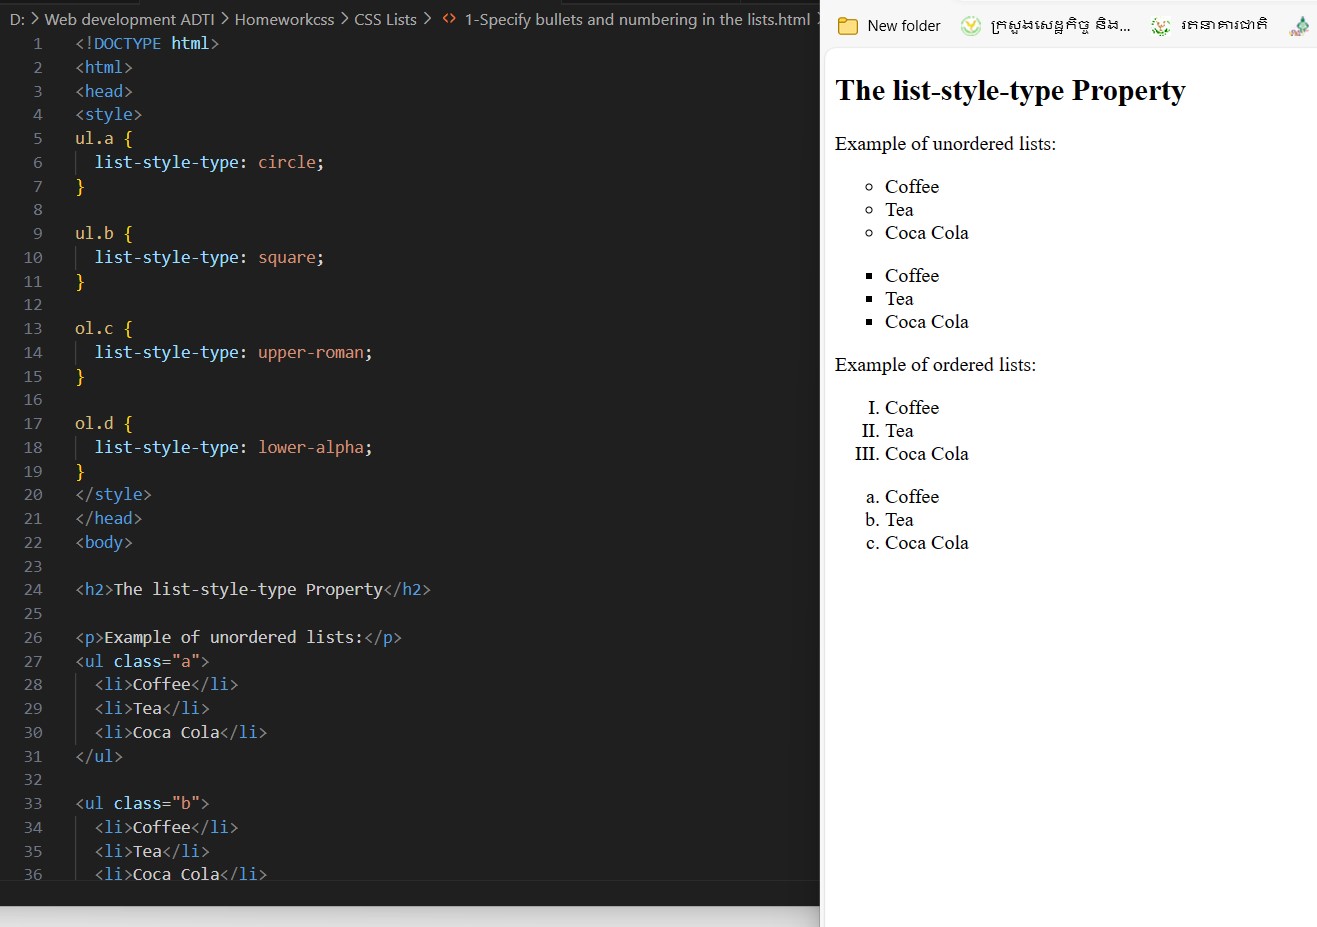 D: > Web development ADTI > Homeworkcss > CSS Lists > <> 1-Specify bullets and numbering in the lists.html >
1 <!DOCTYPE html>
2 <html>
3 <head>
4 <style>
5 ul.a {
6   list-style-type: circle;
7 }
8
9 ul.b {
10   list-style-type: square;
11 }
12
13 ol.c {
14   list-style-type: upper-roman;
15 }
16
17 ol.d {
18   list-style-type: lower-alpha;
19 }
20 </style>
21 </head>
22 <body>
23
24 <h2>The list-style-type Property</h2>
25
26 <p>Example of unordered lists:</p>
27 <ul class="a">
28   <li>Coffee</li>
29   <li>Tea</li>
30   <li>Coca Cola</li>
31 </ul>
32
33 <ul class="b">
34   <li>Coffee</li>
35   <li>Tea</li>
36   <li>Coca Cola</li>
New folder
ក្រសួងសេដ្ឋកិច្ច និង...
រតនាគារជាតិ
The list-style-type Property
Example of unordered lists:
Coffee
Tea
Coca Cola
Coffee
Tea
Coca Cola
Example of ordered lists:
I. Coffee
II. Tea
III. Coca Cola
a. Coffee
b. Tea
c. Coca Cola